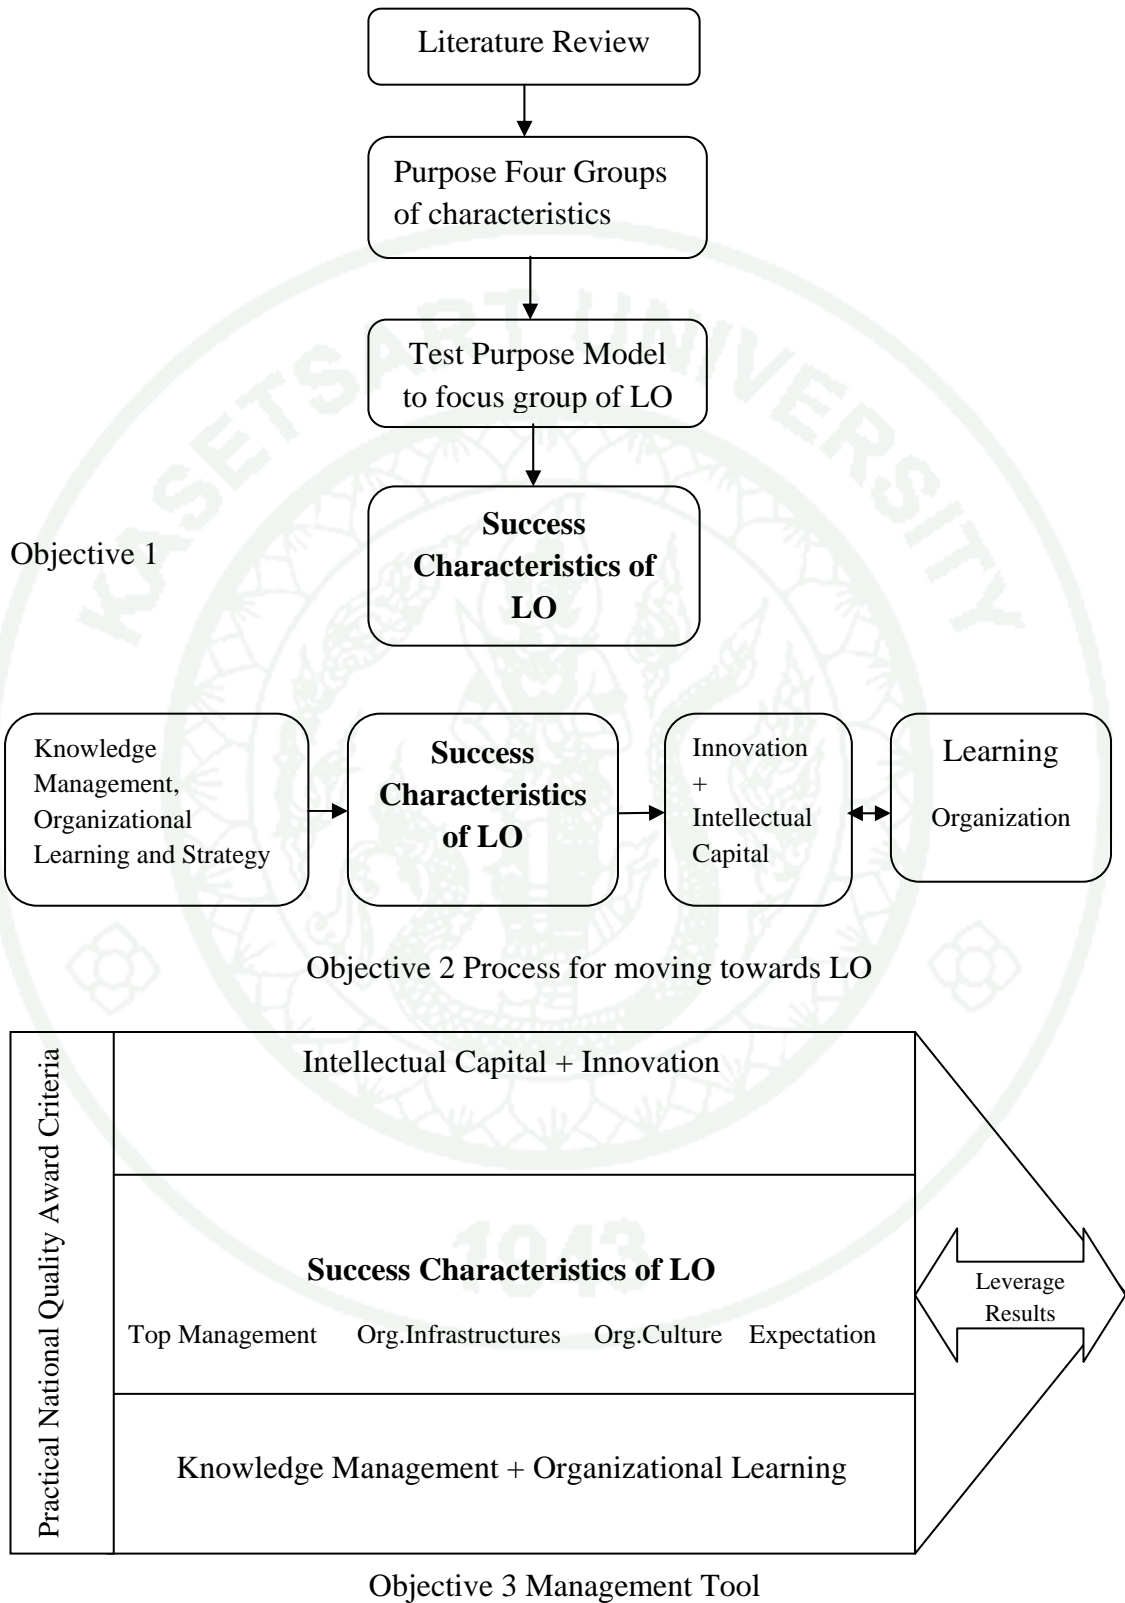 Literature Review
Purpose Four Groups
of characteristics
Test Purpose Model
to focus group of LO
Success
Characteristics of
LO
Objective 1
Knowledge
Management,
Organizational
Learning and Strategy
Success
Characteristics
of LO
Innovation
+
Intellectual
Capital
Learning
Organization
Objective 2 Process for moving towards LO
Practical National Quality Award Criteria
Intellectual Capital + Innovation
Success Characteristics of LO
Top Management Org.Infrastructures Org.Culture Expectation
Knowledge Management + Organizational Learning
Leverage
Results
Objective 3 Management Tool
KASETSART UNIVERSITY
1943